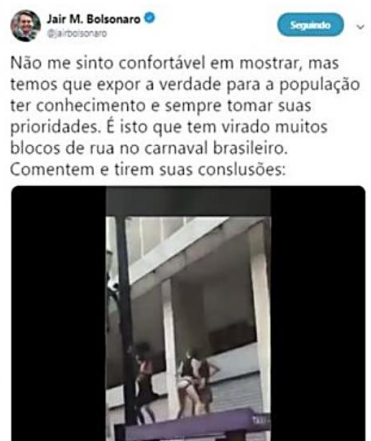 Jair M. Bolsonaro
@jairbolsonaro
Seguindo
Não me sinto confortável em mostrar, mas
temos que expor a verdade para a população
ter conhecimento e sempre tomar suas
prioridades. É isto que tem virado muitos
blocos de rua no carnaval brasileiro.
Comentem e tirem suas conslusões: